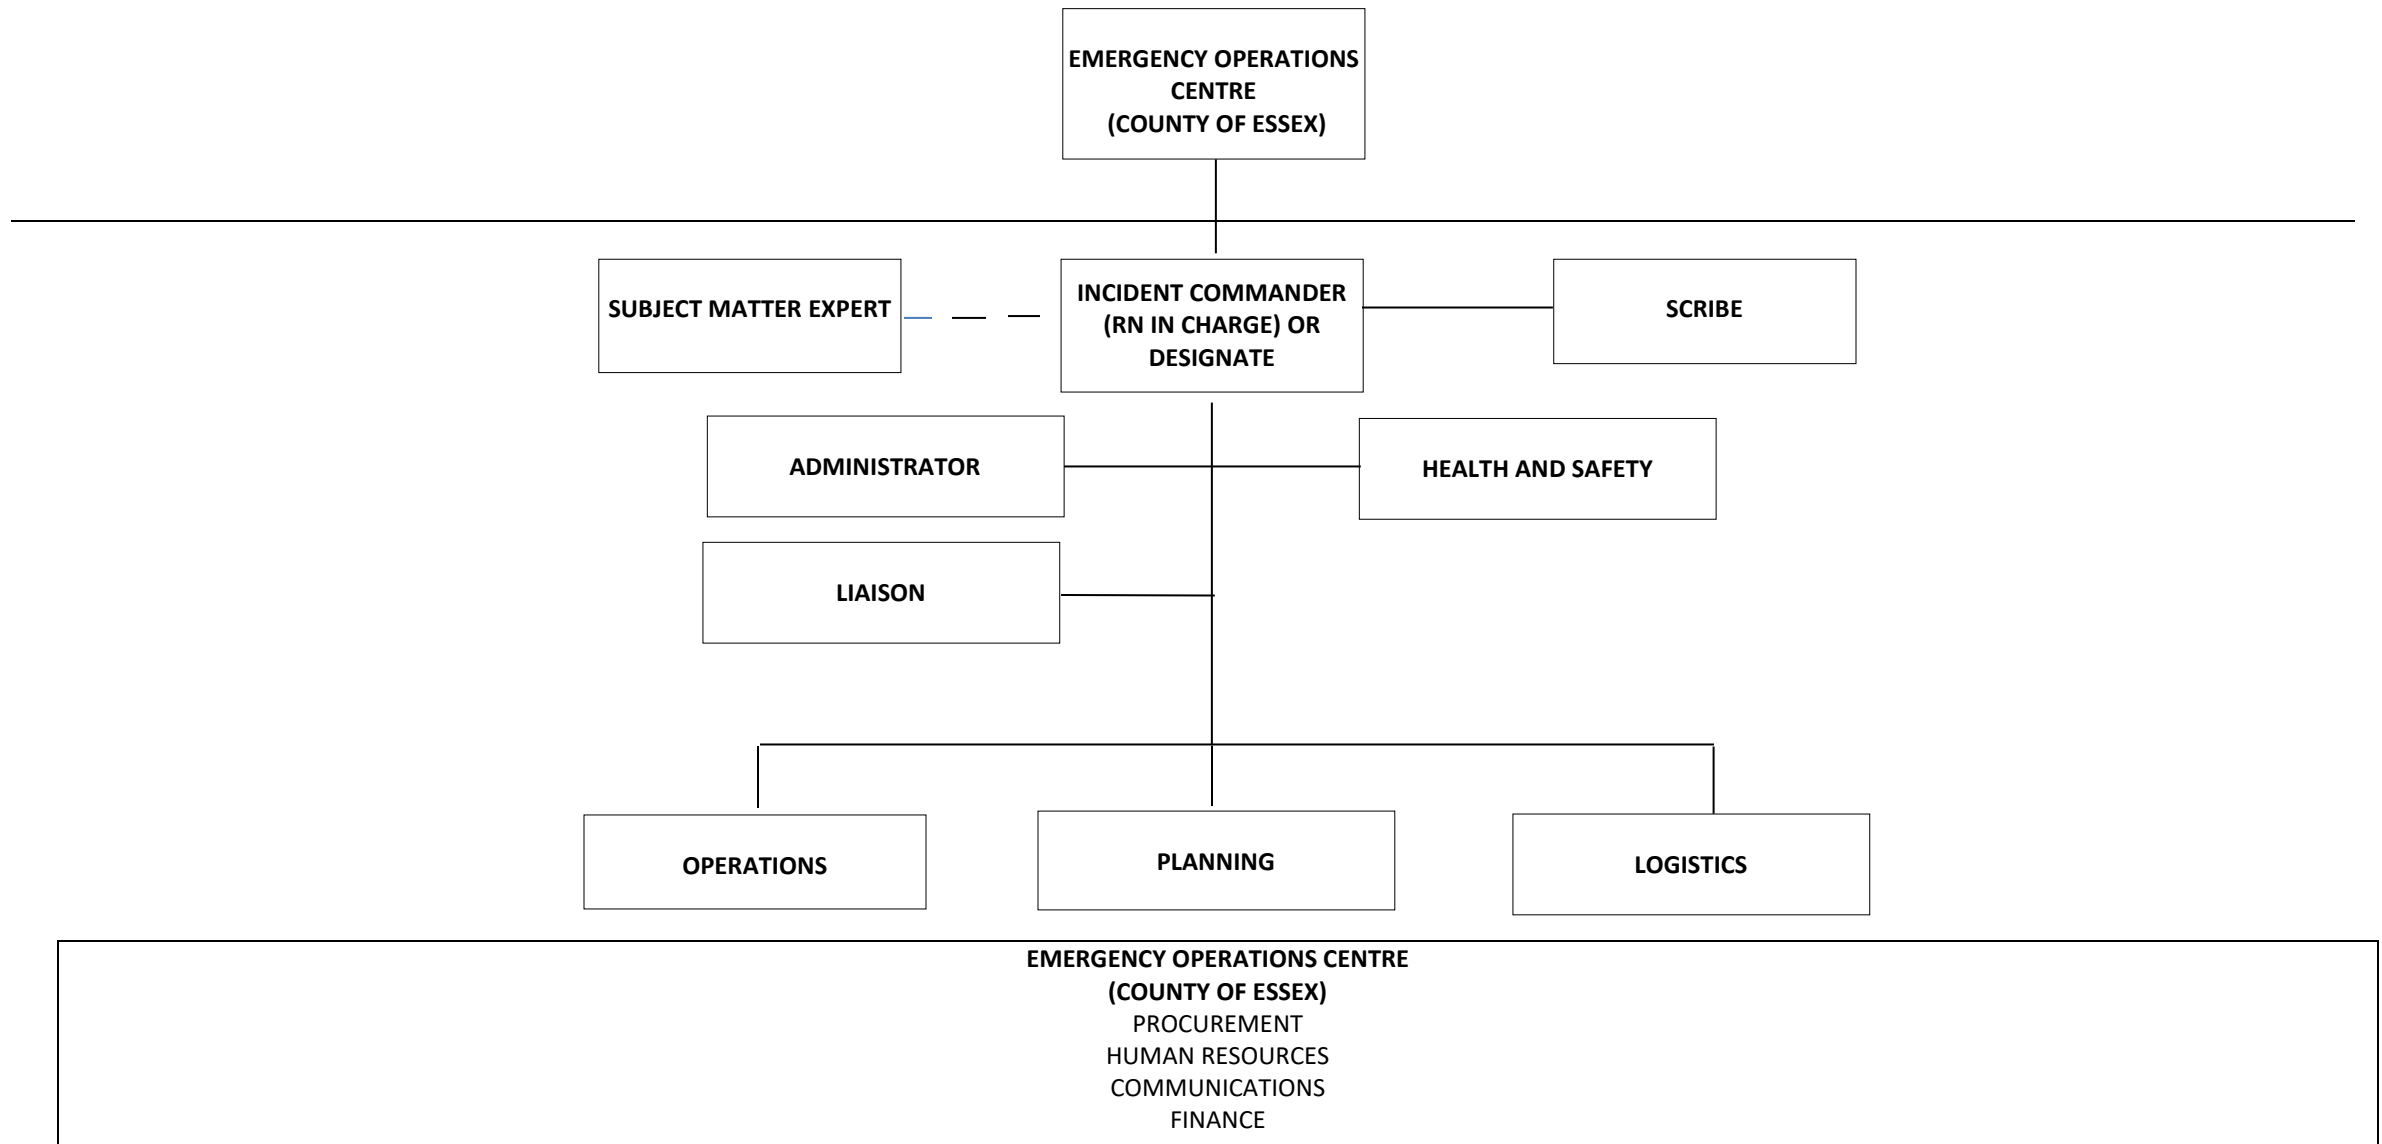 EMERGENCY OPERATIONS
CENTRE
(COUNTY OF ESSEX)
SUBJECT MATTER EXPERT
INCIDENT COMMANDER
(RN IN CHARGE) OR
DESIGNATE
SCRIBE
ADMINISTRATOR
HEALTH AND SAFETY
LIAISON
OPERATIONS
PLANNING
LOGISTICS
EMERGENCY OPERATIONS CENTRE
(COUNTY OF ESSEX)
PROCUREMENT
HUMAN RESOURCES
COMMUNICATIONS
FINANCE